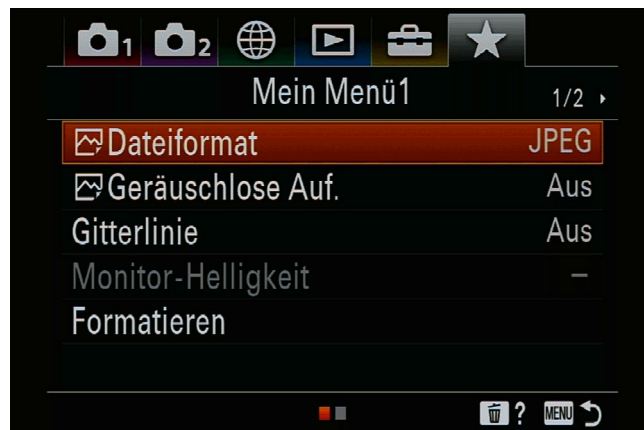 1 2
Mein Menü1 1/2
Dateiformat JPEG
Geräuschlose Auf. Aus
Gitterlinie Aus
Monitor-Helligkeit –
Formatieren
? MENU